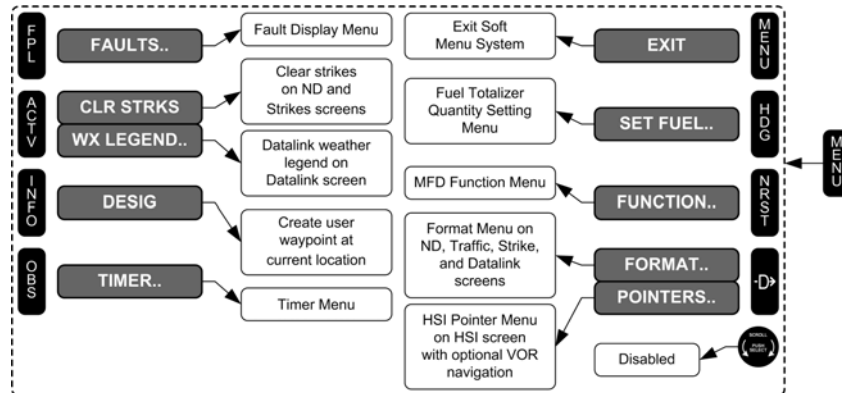 FPL
FAULTS..
Fault Display Menu
Exit Soft
Menu System
EXIT
MENU
ACTV
CLR STRKS
WX LEGEND..
Clear strikes
on ND and
Strikes screens
Fuel Totalizer
Quantity Setting
Menu
SET FUEL..
HDG
MENU
Datalink weather
legend on
Datalink screen
MFD Function Menu
FUNCTION..
NRST
INFO
DESIG
Create user
waypoint at
current location
Format Menu on
ND, Traffic, Strike,
and Datalink
screens
FORMAT..
POINTERS..
D
OBS
TIMER..
Timer Menu
HSI Pointer Menu
on HSI screen
with optional VOR
navigation
Disabled
SCROLL
PUSH
SELECT